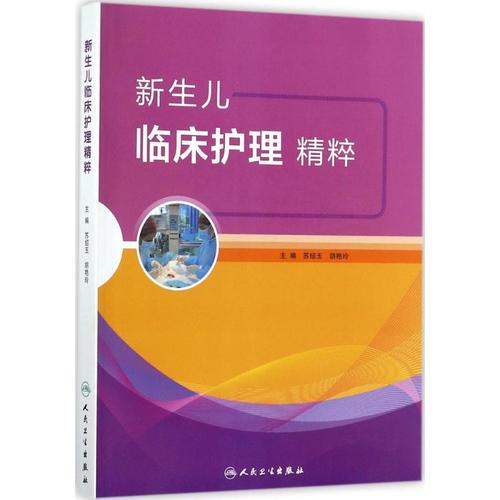 新生儿临床护理精粹
主编 苏绍玉 胡艳玲
人民卫生出版社
新生儿
临床护理 精粹
主编 苏绍玉 胡艳玲
人民卫生出版社